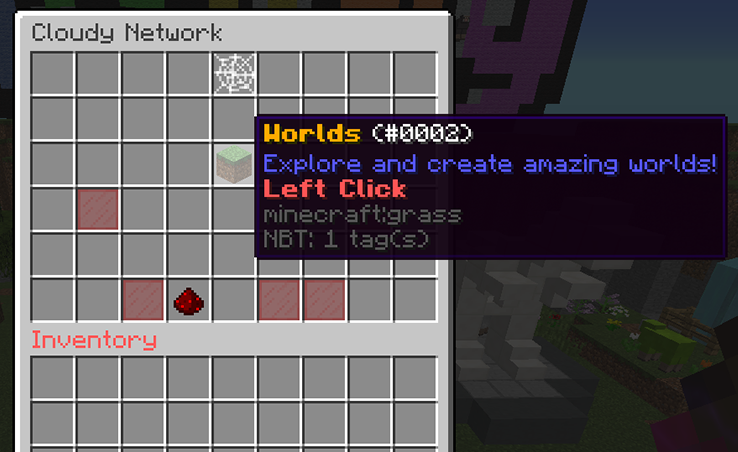 Cloudy Network
Worlds (#0002)
Explore and create amazing worlds!
Left Click
minecraft:grass
NBT: 1 tag(s)
Inventory